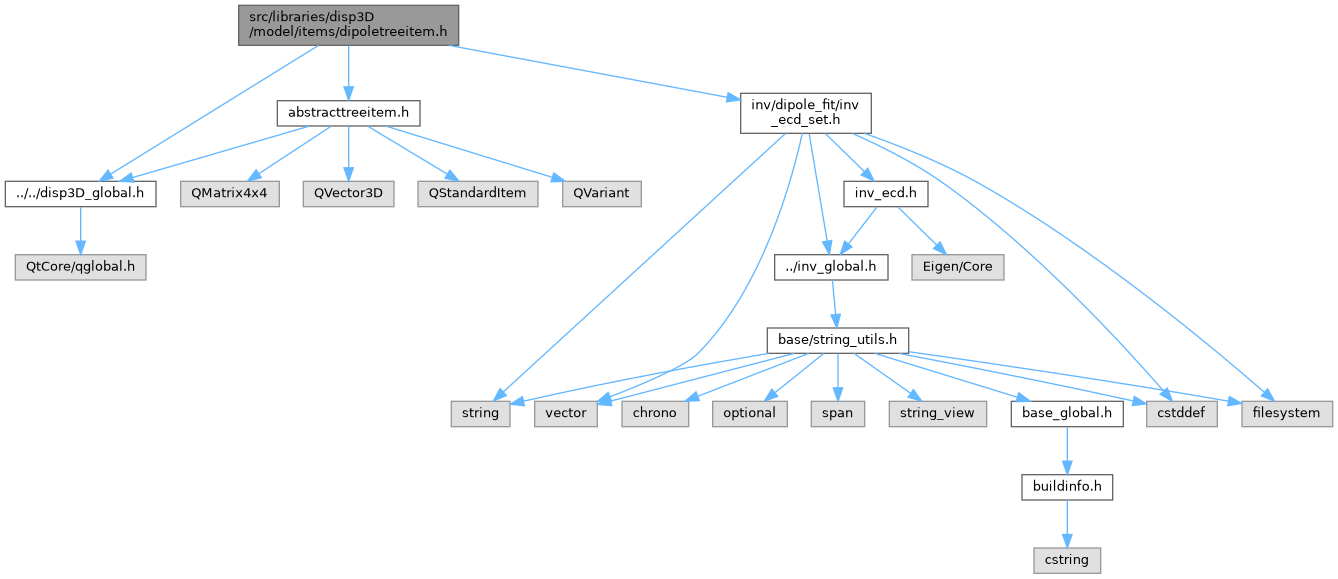 src/libraries/disp3D
/model/items/dipoletreeitem.h
abstracttreeitem.h
inv/dipole_fit/inv
_ecd_set.h
../../disp3D_global.h
QMatrix4x4
QVector3D
QStandardItem
QVariant
inv_ecd.h
QtCore/qglobal.h
../inv_global.h
Eigen/Core
base/string_utils.h
string
vector
chrono
optional
span
string_view
base_global.h
cstddef
filesystem
buildinfo.h
cstring